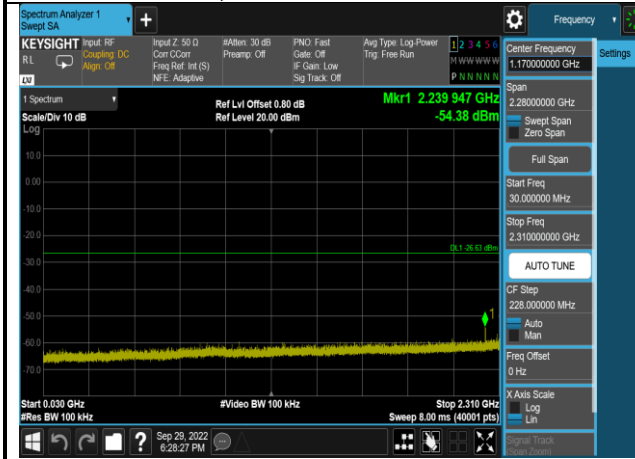 Spectrum Analyzer 1
Swept SA
+
Frequency
KEYSIGHT
RL
LXI
Input: RF
Coupling: DC
Align: Off
Input Z: 50 Ω
Corr CCorr
Freq Ref: Int (S)
NFE: Adaptive
#Atten: 30 dB
Preamp: Off
PNO: Fast
Gate: Off
IF Gain: Low
Sig Track: Off
Avg Type: Log-Power
Trig: Free Run
1 2 3 4 5 6
M W W W W W
P N N N N N
1 Spectrum
Scale/Div 10 dB
Log
Ref Lvl Offset 0.80 dB
Ref Level 20.00 dBm
Mkr1 2.239 947 GHz
-54.38 dBm
10.0
0.00
-10.0
-20.0
-30.0
-40.0
-50.0
-60.0
-70.0
DL1 -26.63 dBm
1
Start 0.030 GHz
#Res BW 100 kHz
#Video BW 100 kHz
Stop 2.310 GHz
Sweep 8.00 ms (40001 pts)
?
Sep 29, 2022
6:28:27 PM
Center Frequency
1.170000000 GHz
Span
2.28000000 GHz
Swept Span
Zero Span
Full Span
Start Freq
30.000000 MHz
Stop Freq
2.310000000 GHz
AUTO TUNE
CF Step
228.000000 MHz
Auto
Man
Freq Offset
0 Hz
X Axis Scale
Log
Lin
Signal Track
(Span Zoom)
Settings